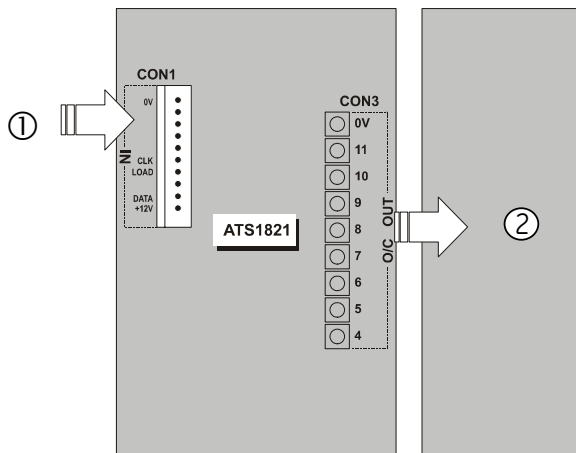 CON1
0V
IN
CLK
LOAD
DATA
+12V
①
ATS1821
CON3
0V
11
10
9
8
7
6
5
4
O/C OUT
②